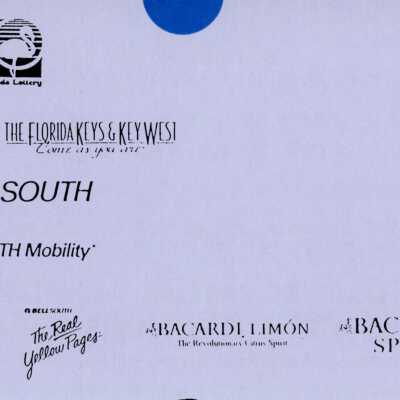 da Lottery
THE FLORIDA KEYS & KEY WEST
Come as you are
SOUTH
TH Mobility
BELLSOUTH
The Real
Yellow Pages
BACARDI LIMÓN
The Revolutionary Citrus Spirit
BAC
SP